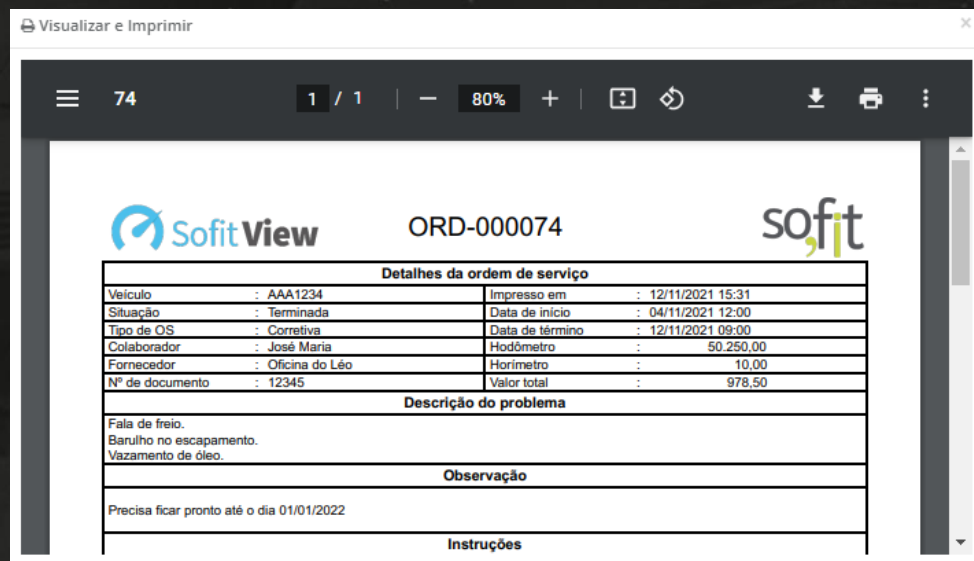 Visualizar e Imprimir ×
74 1 / 1 80%
SofitView ORD-000074 sofit
Detalhes da ordem de serviço
Veículo : AAA1234 Impresso em : 12/11/2021 15:31
Situação : Terminada Data de início : 04/11/2021 12:00
Tipo de OS : Corretiva Data de término : 12/11/2021 09:00
Colaborador : José Maria Hodômetro : 50.250,00
Fornecedor : Oficina do Léo Horímetro : 10,00
Nº de documento : 12345 Valor total : 978,50
Descrição do problema
Fala de freio.
Barulho no escapamento.
Vazamento de óleo.
Observação
Precisa ficar pronto até o dia 01/01/2022
Instruções